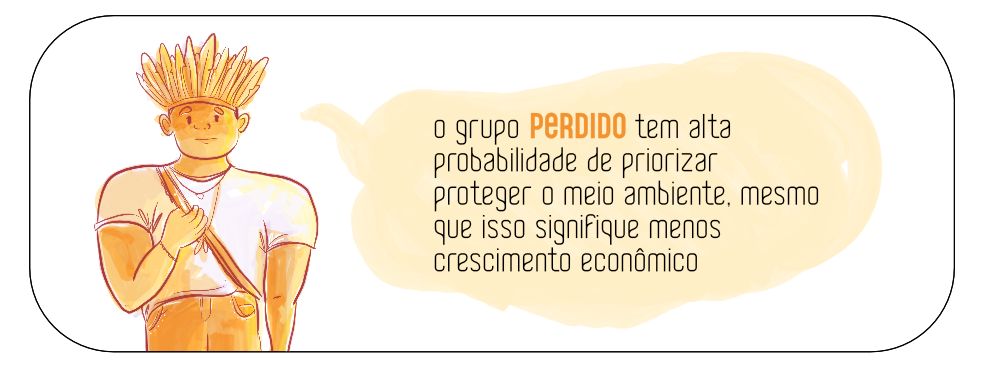 o grupo PERDIDO tem alta
probabilidade de priorizar
proteger o meio ambiente, mesmo
que isso signifique menos
crescimento econômico